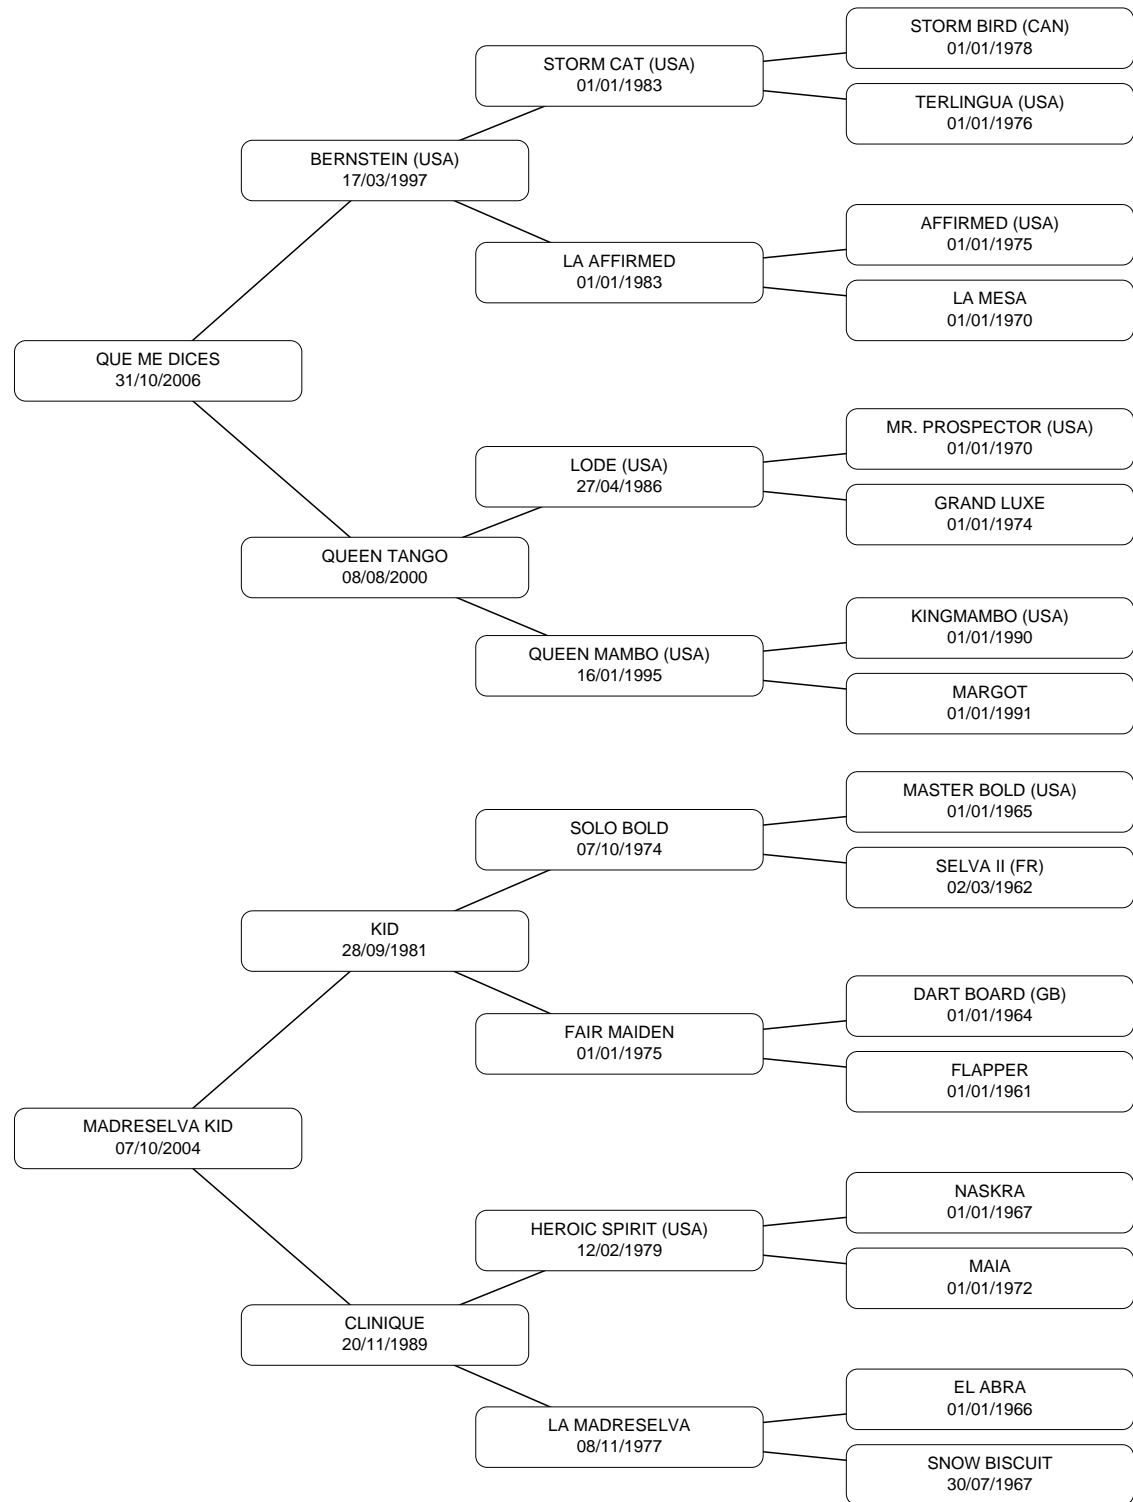 STORM BIRD (CAN)
01/01/1978
STORM CAT (USA)
01/01/1983
TERLINGUA (USA)
01/01/1976
BERNSTEIN (USA)
17/03/1997
AFFIRMED (USA)
01/01/1975
LA AFFIRMED
01/01/1983
LA MESA
01/01/1970
QUE ME DICES
31/10/2006
MR. PROSPECTOR (USA)
01/01/1970
LODE (USA)
27/04/1986
GRAND LUXE
01/01/1974
QUEEN TANGO
08/08/2000
KINGMAMBO (USA)
01/01/1990
QUEEN MAMBO (USA)
16/01/1995
MARGOT
01/01/1991
MASTER BOLD (USA)
01/01/1965
SOLO BOLD
07/10/1974
SELVA II (FR)
02/03/1962
KID
28/09/1981
DART BOARD (GB)
01/01/1964
FAIR MAIDEN
01/01/1975
FLAPPER
01/01/1961
MADRESELVA KID
07/10/2004
NASKRA
01/01/1967
HEROIC SPIRIT (USA)
12/02/1979
MAIA
01/01/1972
CLINIQUE
20/11/1989
EL ABRA
01/01/1966
LA MADRESELVA
08/11/1977
SNOW BISCUIT
30/07/1967